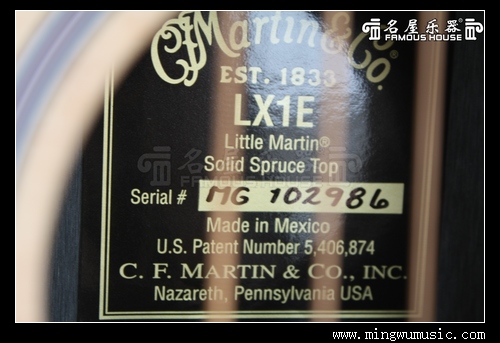 名屋乐器®
FAMOUS HOUSE
C.F. Martin & Co.
EST. 1833
LX1E
Little Martin®
Solid Spruce Top
Serial # MG 102986
Made in Mexico
U.S. Patent Number 5,406,874
C. F. MARTIN & CO., INC.
Nazareth, Pennsylvania USA
www.mingwumusic.com